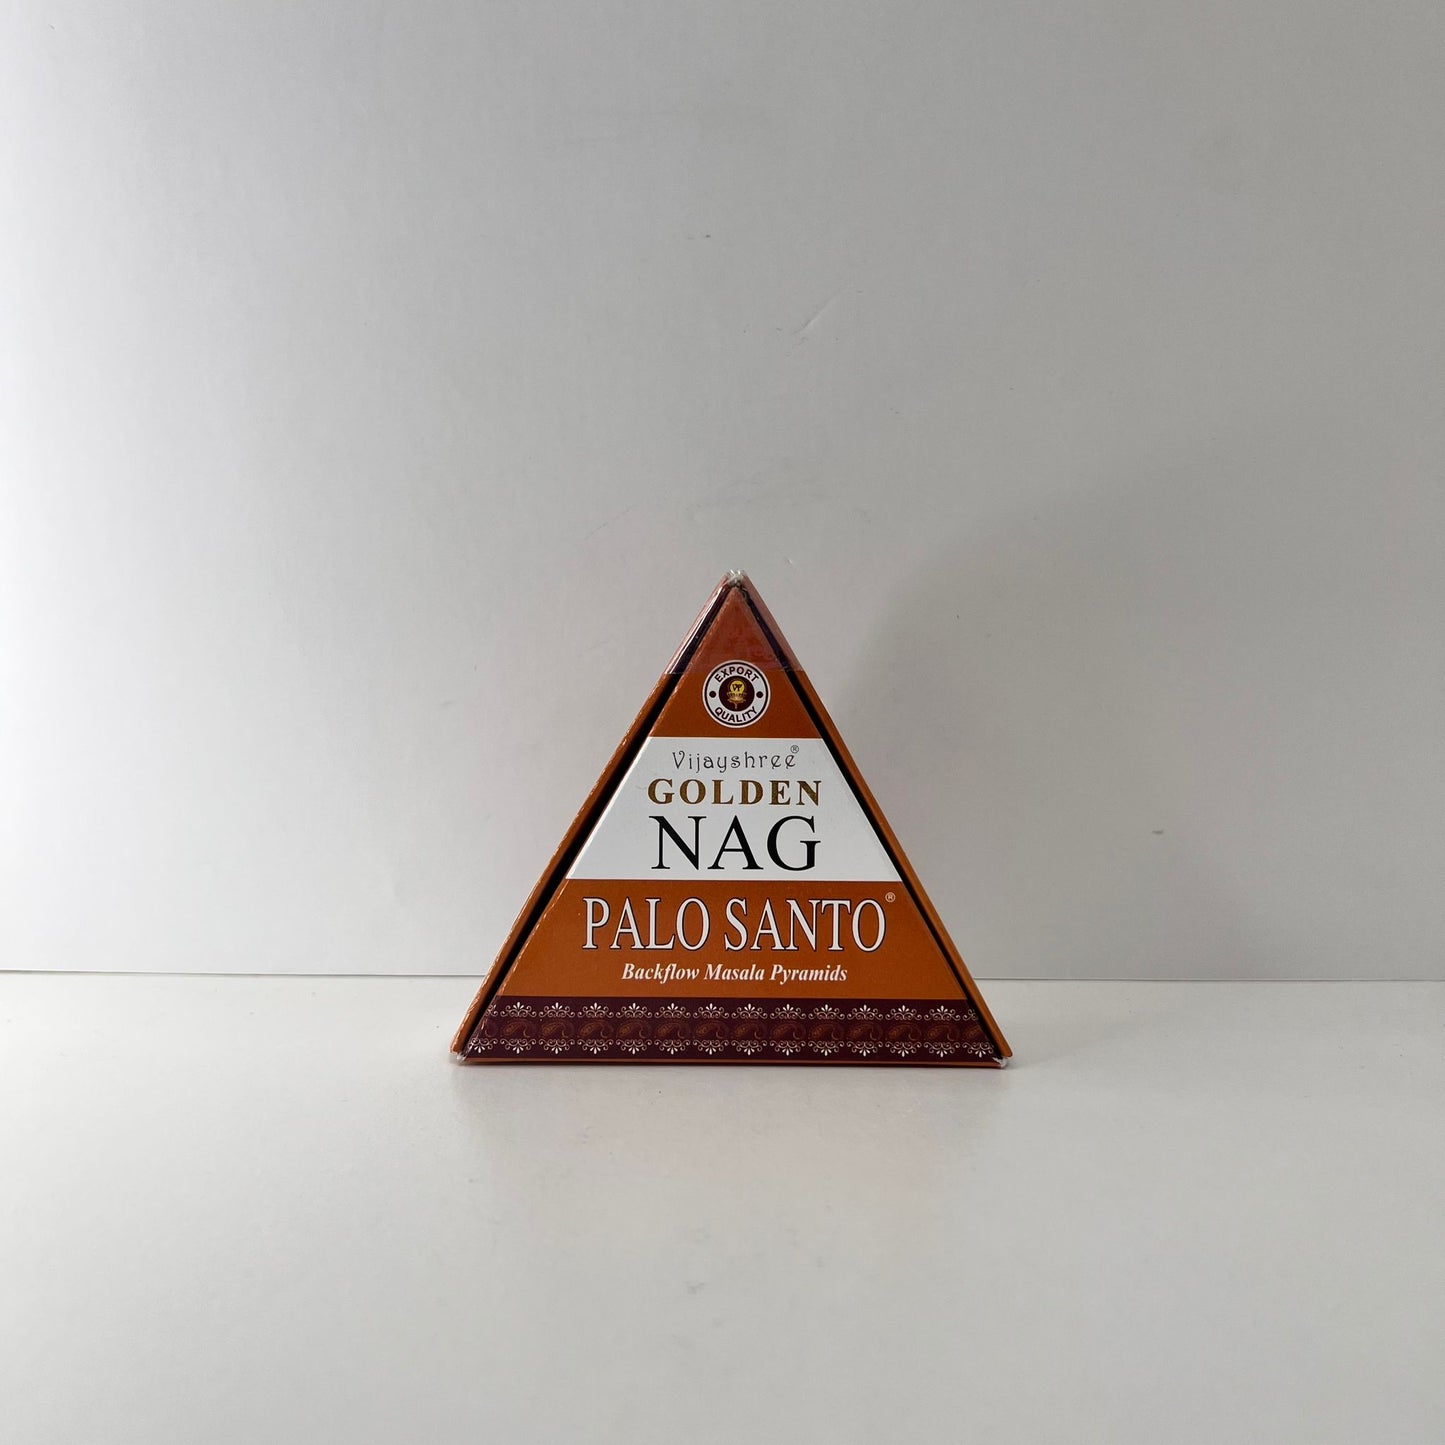 EXPORT
QUALITY
Vijayshree®
GOLDEN
NAG
PALO SANTO®
Backflow Masala Pyramids